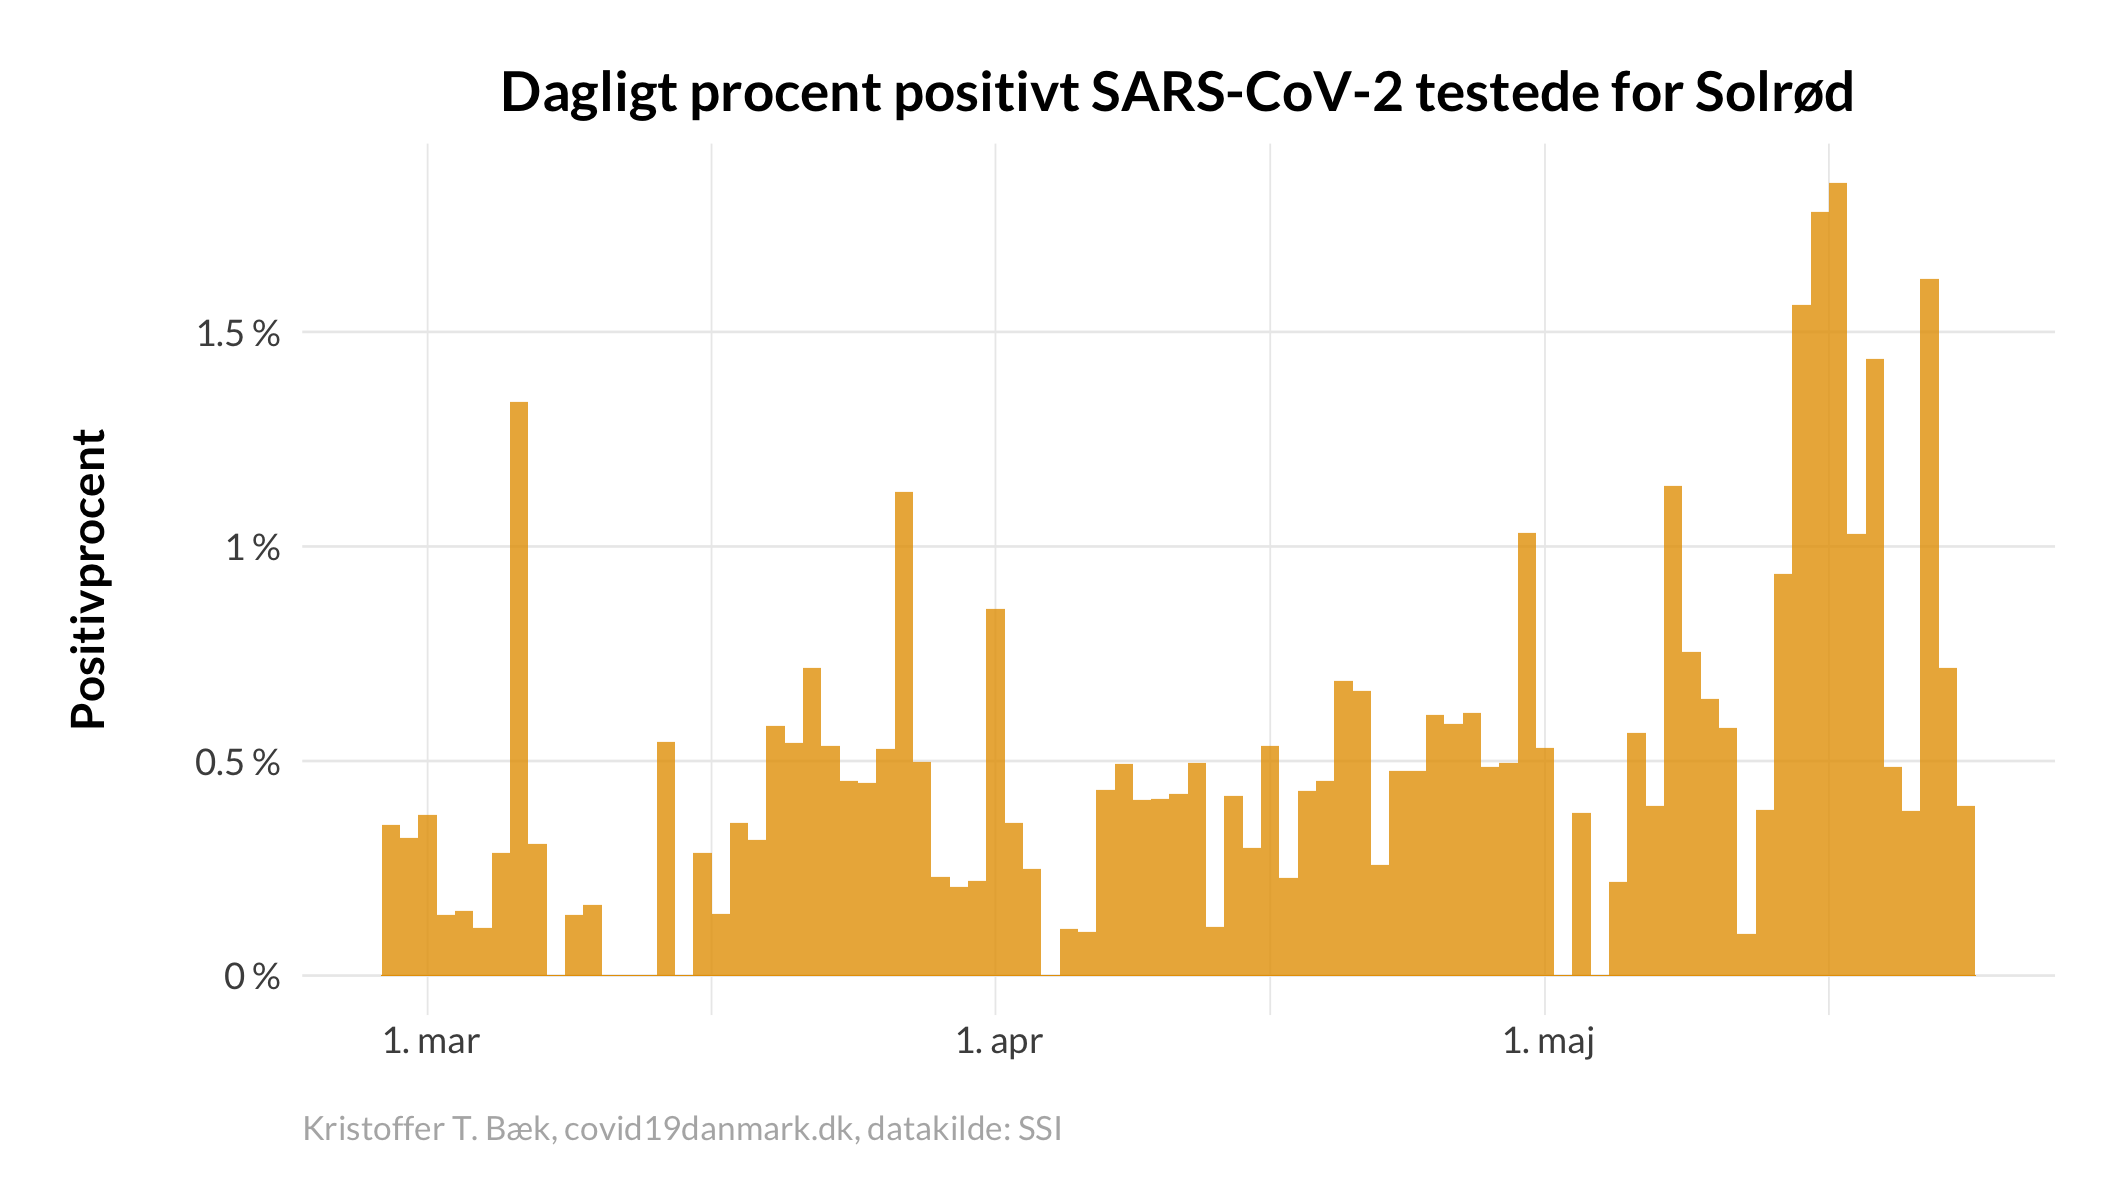 Dagligt procent positivt SARS-CoV-2 testede for Solrød
Positivprocent
1.5 %
1 %
0.5 %
0 %
1. mar
1. apr
1. maj
Kristoffer T. Bæk, covid19danmark.dk, datakilde: SSI